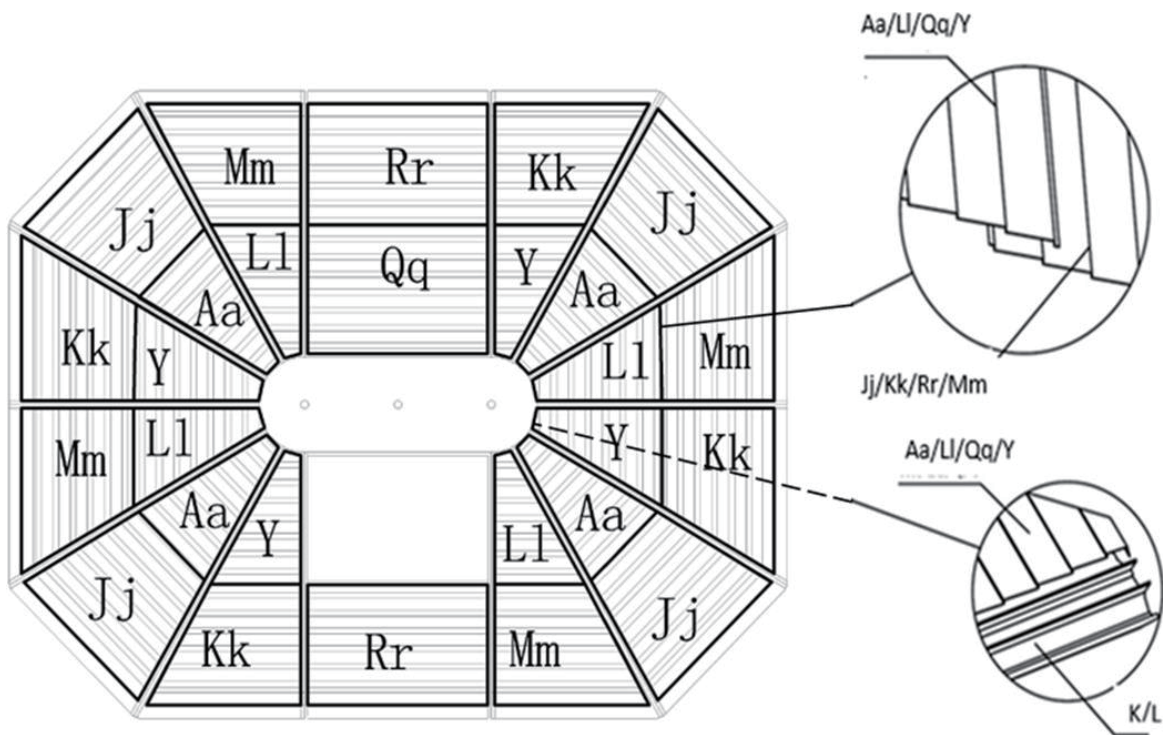 Aa/Ll/Qq/Y
Mm
Rr
Kk
Jj
Ll
Qq
Y
Jj
Aa
Aa
Kk
Y
Ll
Mm
Jj/Kk/Rr/Mm
Mm
Ll
Y
Kk
Aa/Ll/Qq/Y
Aa
Y
Ll
Aa
Jj
Kk
Rr
Mm
Jj
K/L